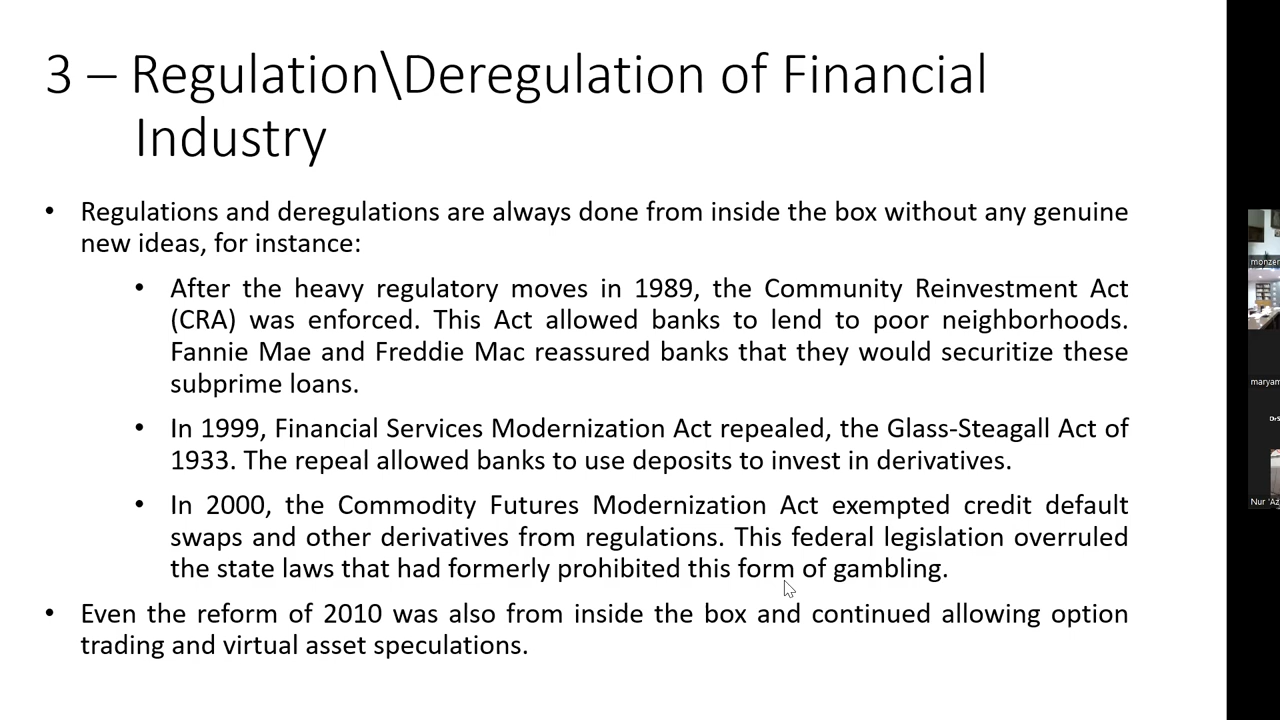 3 – Regulation\Deregulation of Financial
Industry
• Regulations and deregulations are always done from inside the box without any genuine
new ideas, for instance:
• After the heavy regulatory moves in 1989, the Community Reinvestment Act
(CRA) was enforced. This Act allowed banks to lend to poor neighborhoods.
Fannie Mae and Freddie Mac reassured banks that they would securitize these
subprime loans.
• In 1999, Financial Services Modernization Act repealed, the Glass-Steagall Act of
1933. The repeal allowed banks to use deposits to invest in derivatives.
• In 2000, the Commodity Futures Modernization Act exempted credit default
swaps and other derivatives from regulations. This federal legislation overruled
the state laws that had formerly prohibited this form of gambling.
• Even the reform of 2010 was also from inside the box and continued allowing option
trading and virtual asset speculations.
monzer
maryam
Nur 'Az